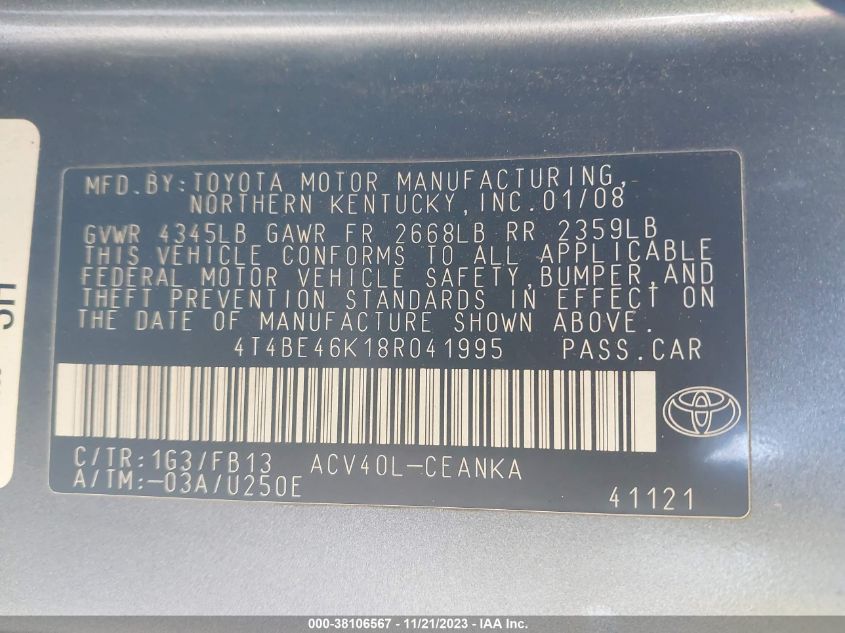 MFD.BY:TOYOTA MOTOR MANUFACTURING,
NORTHERN KENTUCKY,INC.01/08
GVWR 4345LB GAWR FR 2668LB RR 2359LB
THIS VEHICLE CONFORMS TO ALL APPLICABLE
FEDERAL MOTOR VEHICLE SAFETY,BUMPER,AND
THEFT PREVENTION STANDARDS IN EFFECT ON
THE DATE OF MANUFACTURE SHOWN ABOVE.
4T4BE46K18R041995 PASS.CAR
C/TR:1G3/FB13 ACV40L-CEANKA
A/TM:-03A/U250E 41121
000-38106567 - 11/21/2023 - IAA Inc.